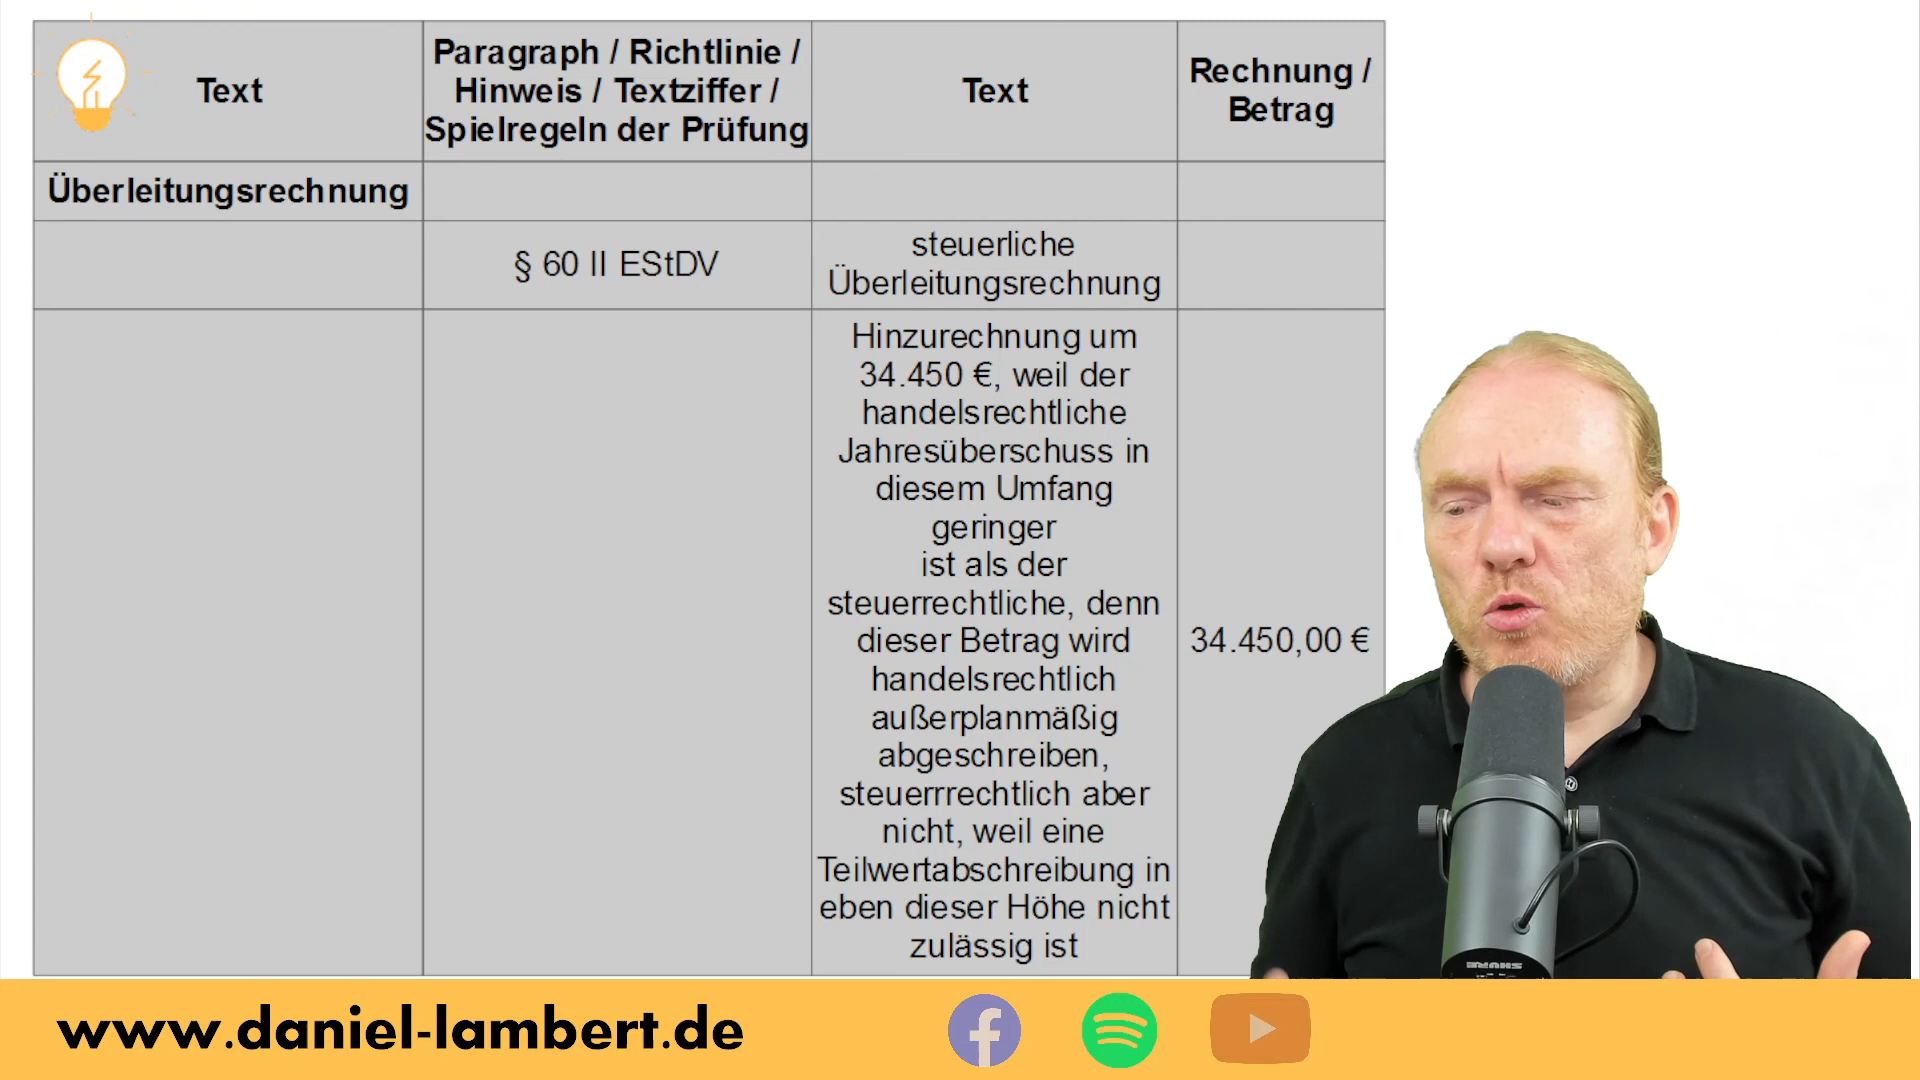 Text
Paragraph / Richtlinie /
Hinweis / Textziffer /
Spielregeln der Prüfung
Text
Rechnung /
Betrag
Überleitungsrechnung
§ 60 II EStDV
steuerliche
Überleitungsrechnung
Hinzurechnung um
34.450 €, weil der
handelsrechtliche
Jahresüberschuss in
diesem Umfang
geringer
ist als der
steuerrechtliche, denn
dieser Betrag wird
handelsrechtlich
außerplanmäßig
abgeschreiben,
steuerrrechtlich aber
nicht, weil eine
Teilwertabschreibung in
eben dieser Höhe nicht
zulässig ist
34.450,00 €
SHURE
www.daniel-lambert.de